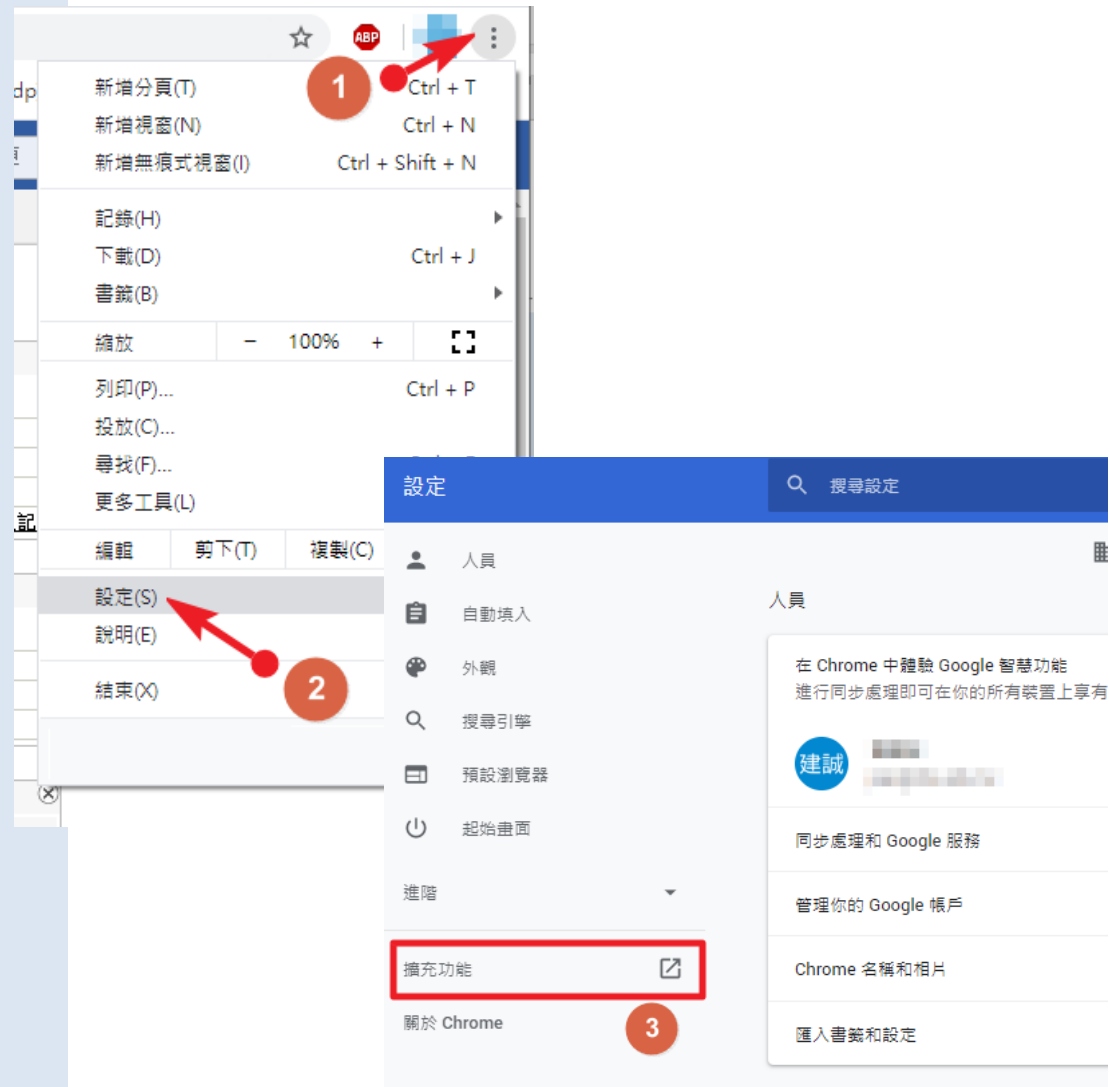 ABP
1
dp
新增分頁(T) Ctrl + T
新增視窗(N) Ctrl + N
新增無痕式視窗(I) Ctrl + Shift + N
記錄(H)
下載(D) Ctrl + J
書籤(B)
縮放 - 100% +
列印(P)... Ctrl + P
投放(C)...
尋找(F)...
更多工具(L)
記
編輯 剪下(T) 複製(C)
設定(S)
說明(E)
結束(X)
2
設定
搜尋設定
人員
自動填入
外觀
搜尋引擎
預設瀏覽器
起始畫面
進階
擴充功能
關於 Chrome
3
人員
在 Chrome 中體驗 Google 智慧功能
進行同步處理即可在你的所有裝置上享有
建誠
同步處理和 Google 服務
管理你的 Google 帳戶
Chrome 名稱和相片
匯入書籤和設定